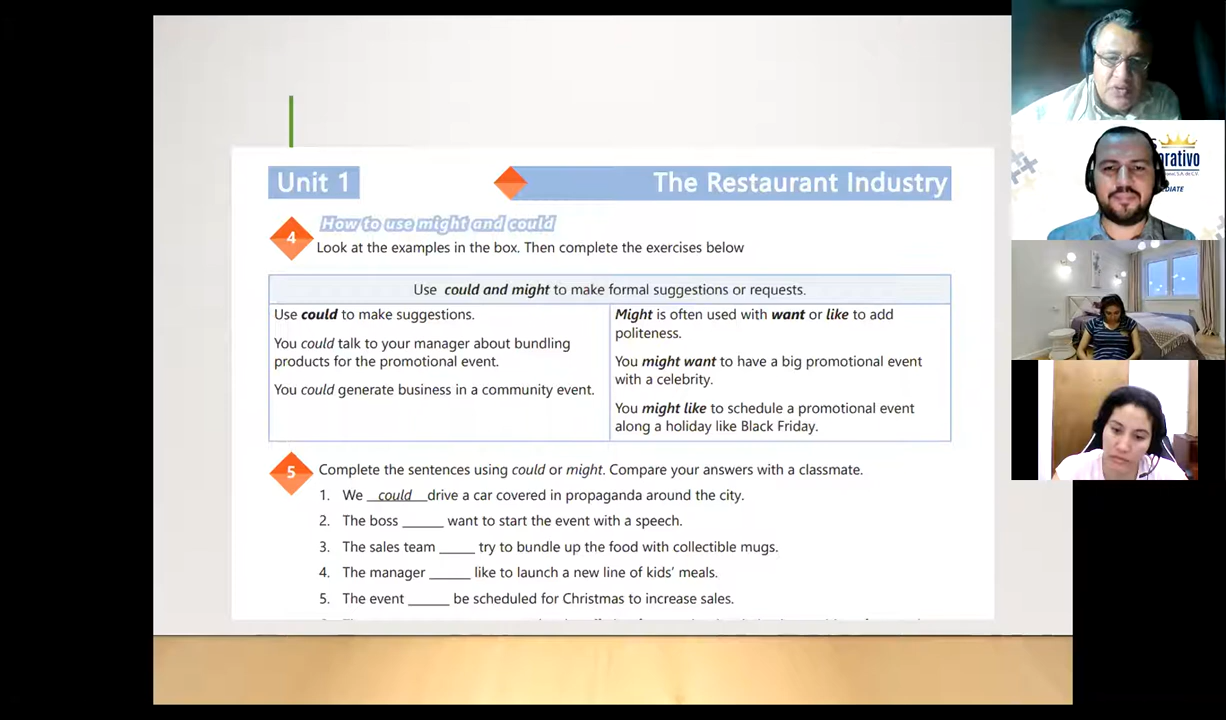 Unit 1
The Restaurant Industry
How to use might and could
4
Look at the examples in the box. Then complete the exercises below
Use could and might to make formal suggestions or requests.
Use could to make suggestions.
You could talk to your manager about bundling
products for the promotional event.
You could generate business in a community event.
Might is often used with want or like to add
politeness.
You might want to have a big promotional event
with a celebrity.
You might like to schedule a promotional event
along a holiday like Black Friday.
5
Complete the sentences using could or might. Compare your answers with a classmate.
1. We __could__drive a car covered in propaganda around the city.
2. The boss ______ want to start the event with a speech.
3. The sales team _____ try to bundle up the food with collectible mugs.
4. The manager ______ like to launch a new line of kids' meals.
5. The event ______ be scheduled for Christmas to increase sales.